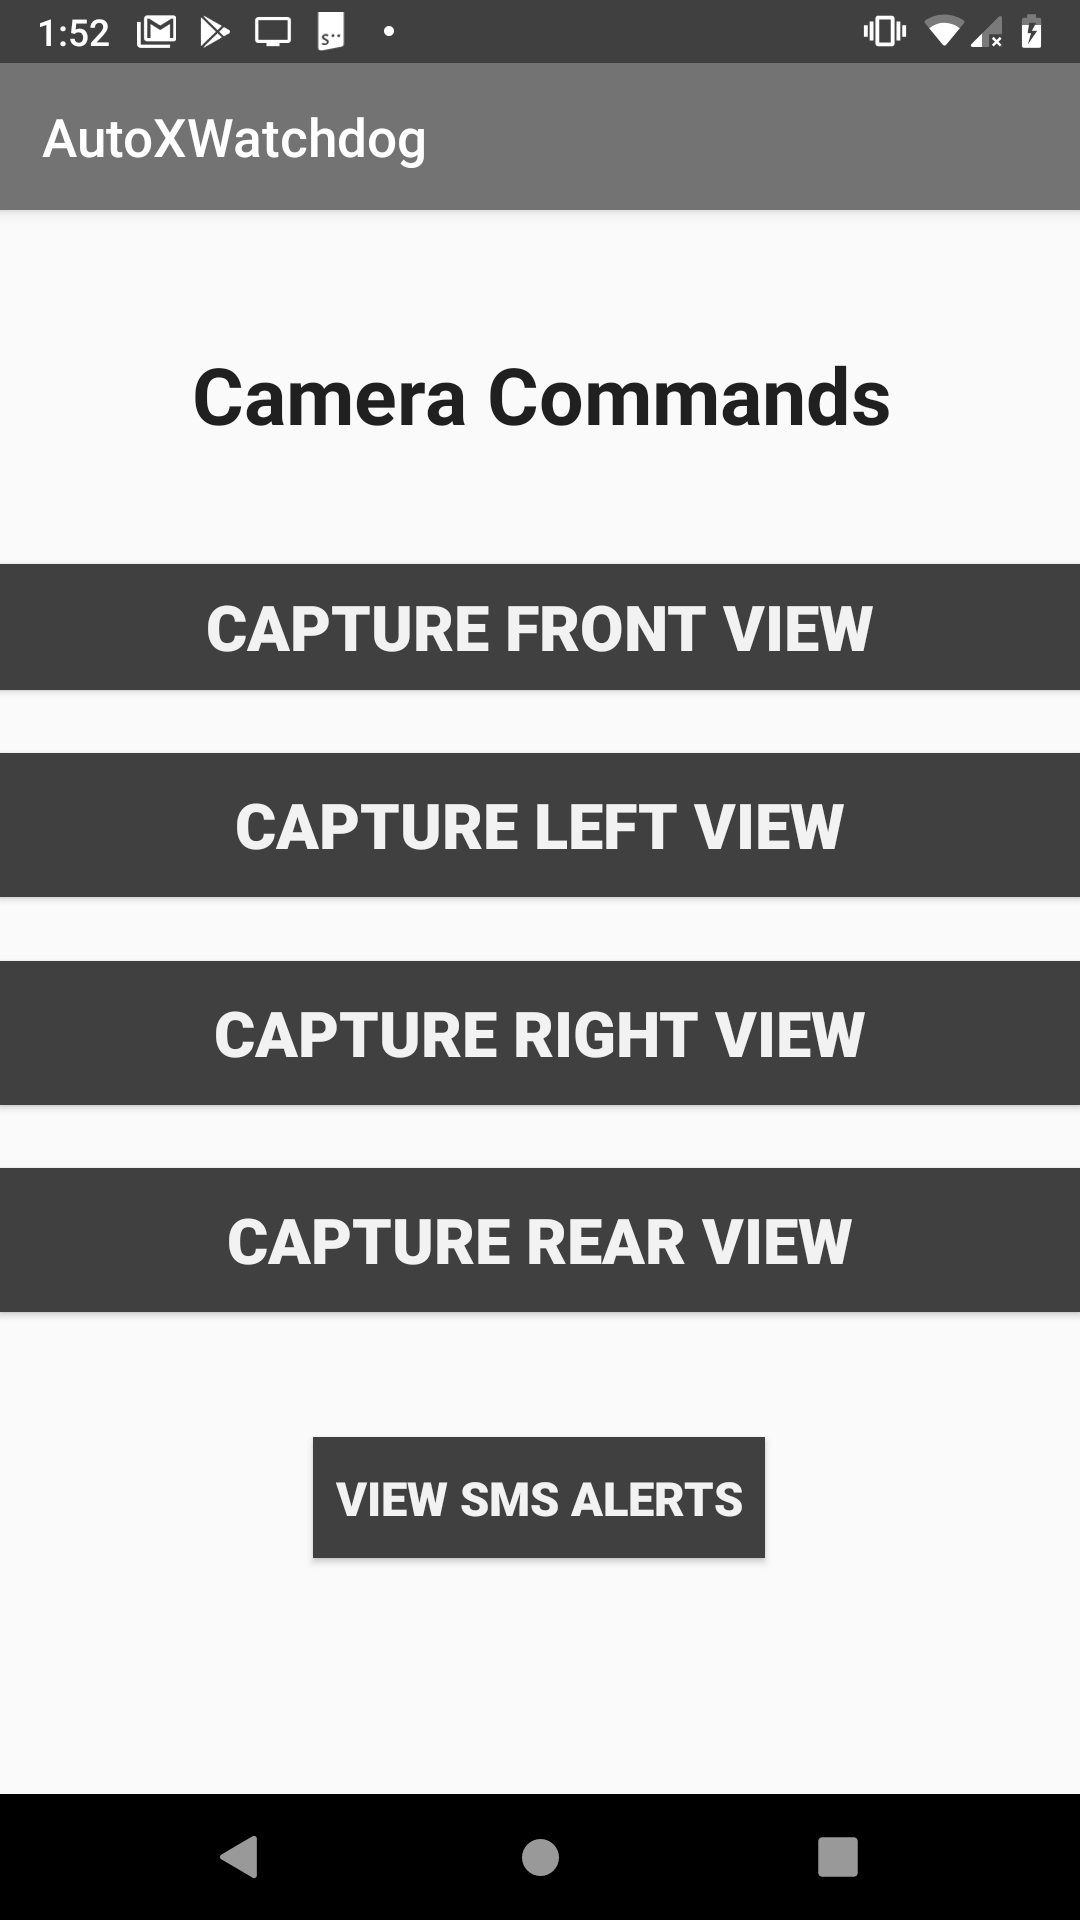 1:52
AutoXWatchdog
Camera Commands
CAPTURE FRONT VIEW
CAPTURE LEFT VIEW
CAPTURE RIGHT VIEW
CAPTURE REAR VIEW
VIEW SMS ALERTS